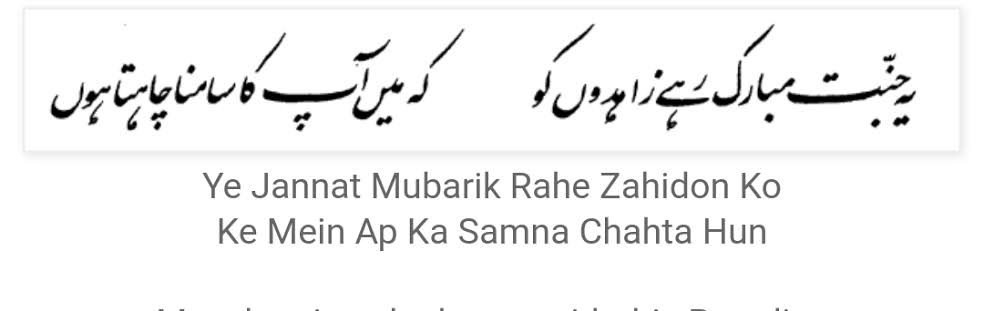 یہ جنّت مبارک رہے زاہدوں کو کہ میں آپ کا سامنا چاہتا ہوں
Ye Jannat Mubarik Rahe Zahidon Ko
Ke Mein Ap Ka Samna Chahta Hun